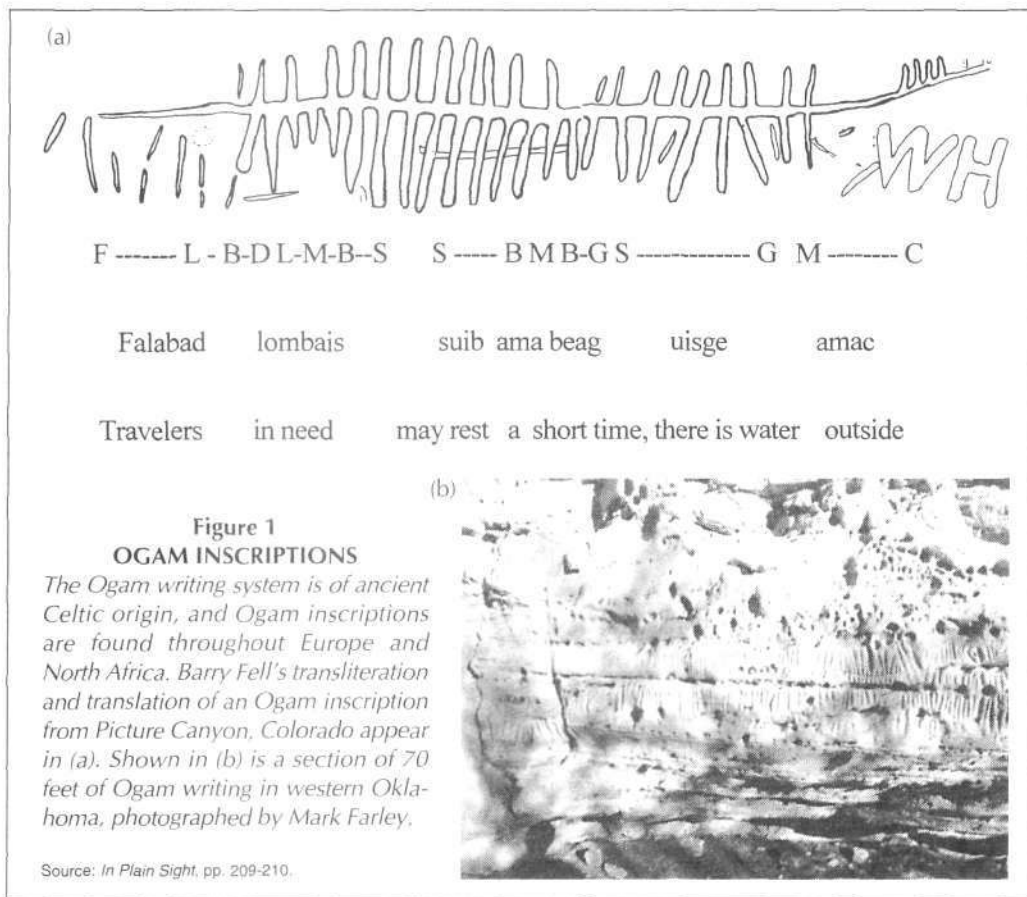 (a)
WH
F ------- L - B-D L-M-B--S S ----- B M B-G S ------------ G M -------- C
Falabad lombais suib ama beag uisge amac
Travelers in need may rest a short time, there is water outside
(b)
Figure 1
OGAM INSCRIPTIONS
The Ogam writing system is of ancient
Celtic origin, and Ogam inscriptions
are found throughout Europe and
North Africa. Barry Fell's transliteration
and translation of an Ogam inscription
from Picture Canyon, Colorado appear
in (a). Shown in (b) is a section of 70
feet of Ogam writing in western Okla-
homa, photographed by Mark Farley.
Source: In Plain Sight, pp. 209-210.